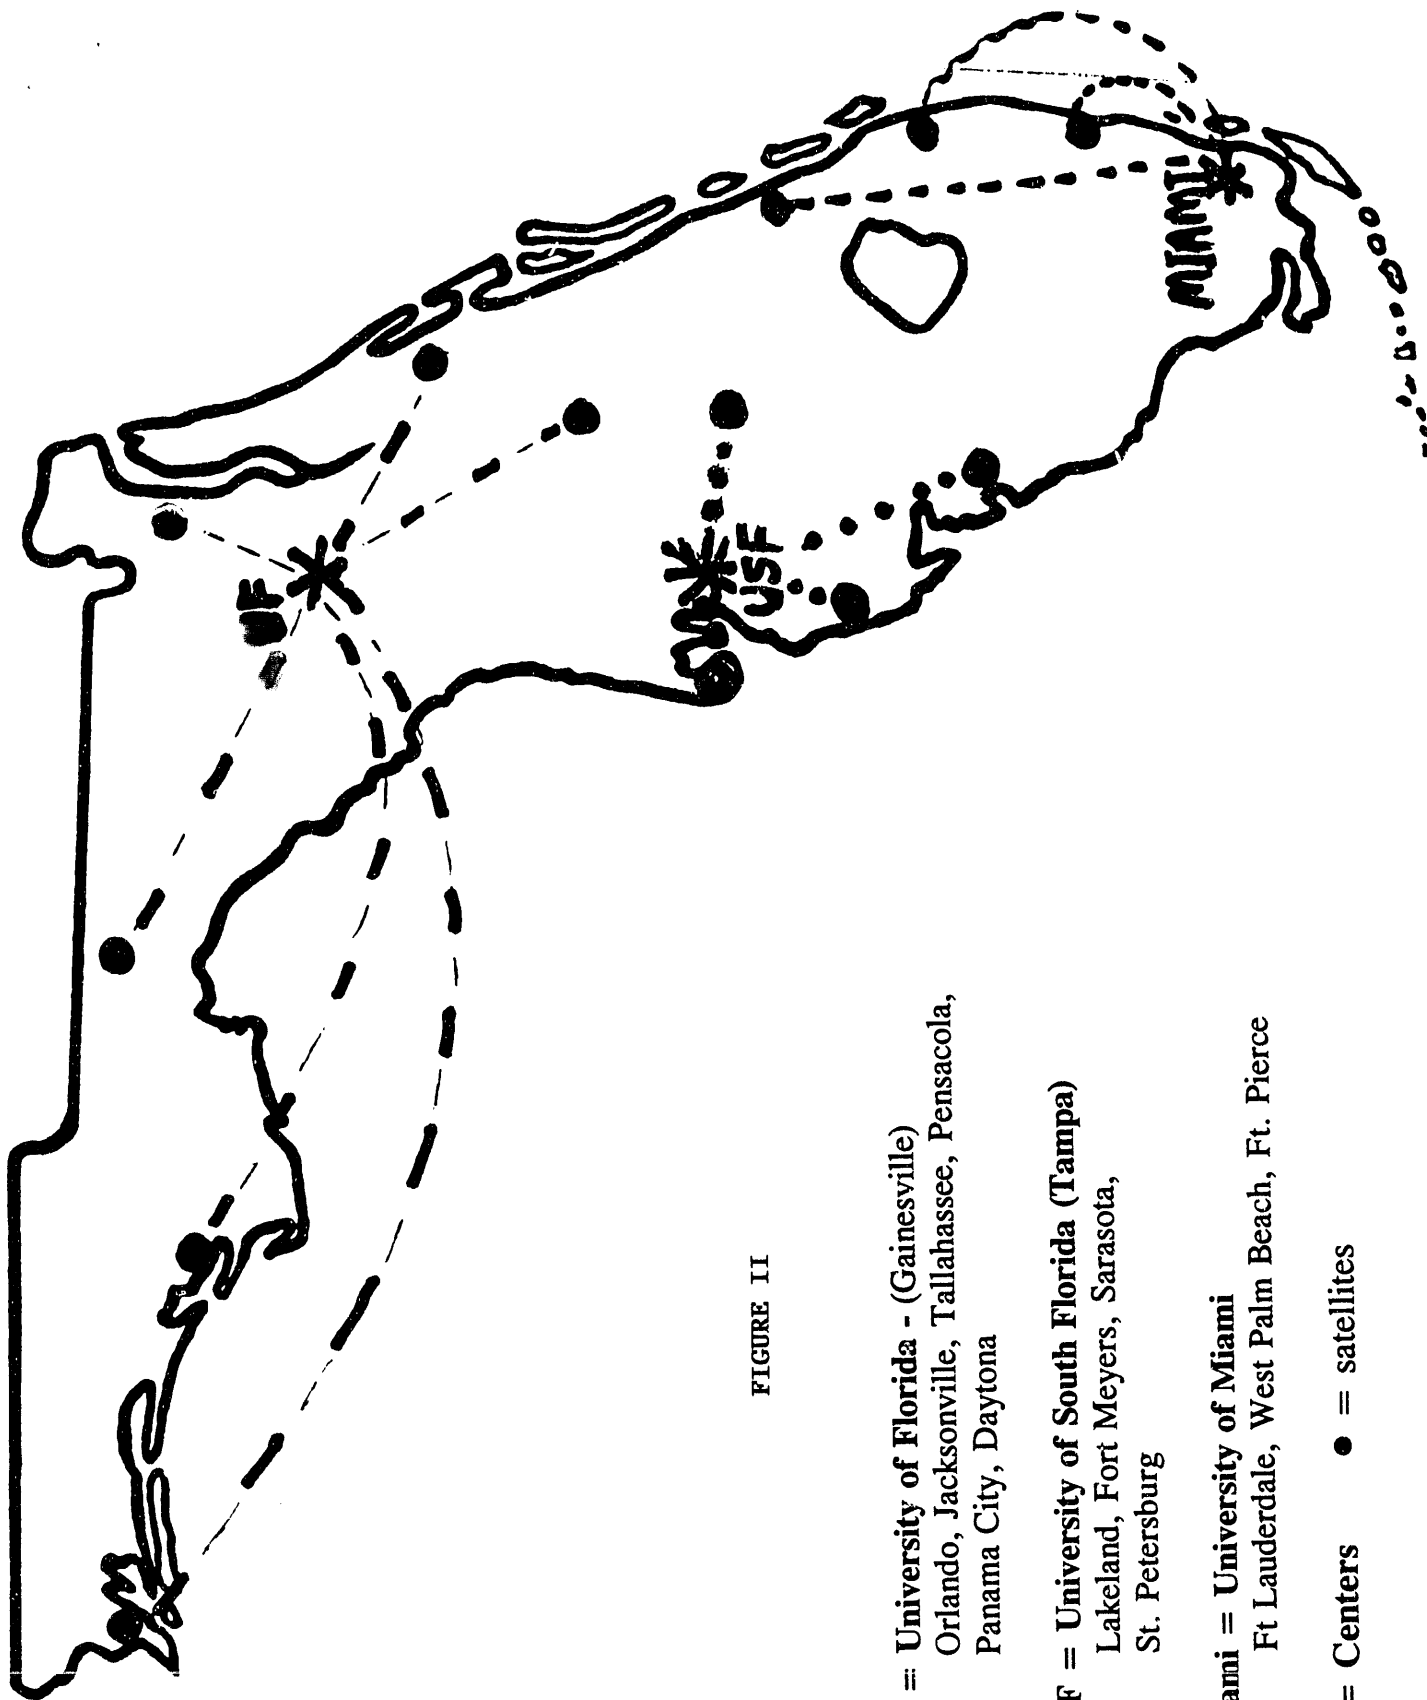 UF
USF
MIAMI
FIGURE II
= University of Florida - (Gainesville)
Orlando, Jacksonville, Tallahassee, Pensacola,
Panama City, Daytona
F = University of South Florida (Tampa)
Lakeland, Fort Meyers, Sarasota,
St. Petersburg
ami = University of Miami
Ft Lauderdale, West Palm Beach, Ft. Pierce
= Centers ● = satellites